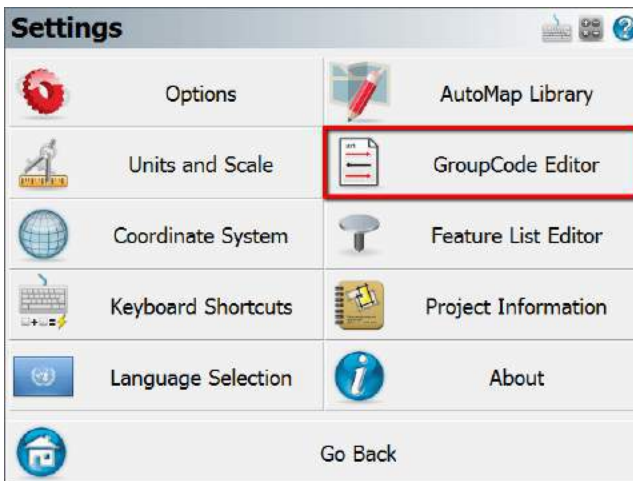 Settings
Options
AutoMap Library
Units and Scale
GroupCode Editor
Coordinate System
Feature List Editor
Keyboard Shortcuts
Project Information
Language Selection
About
Go Back